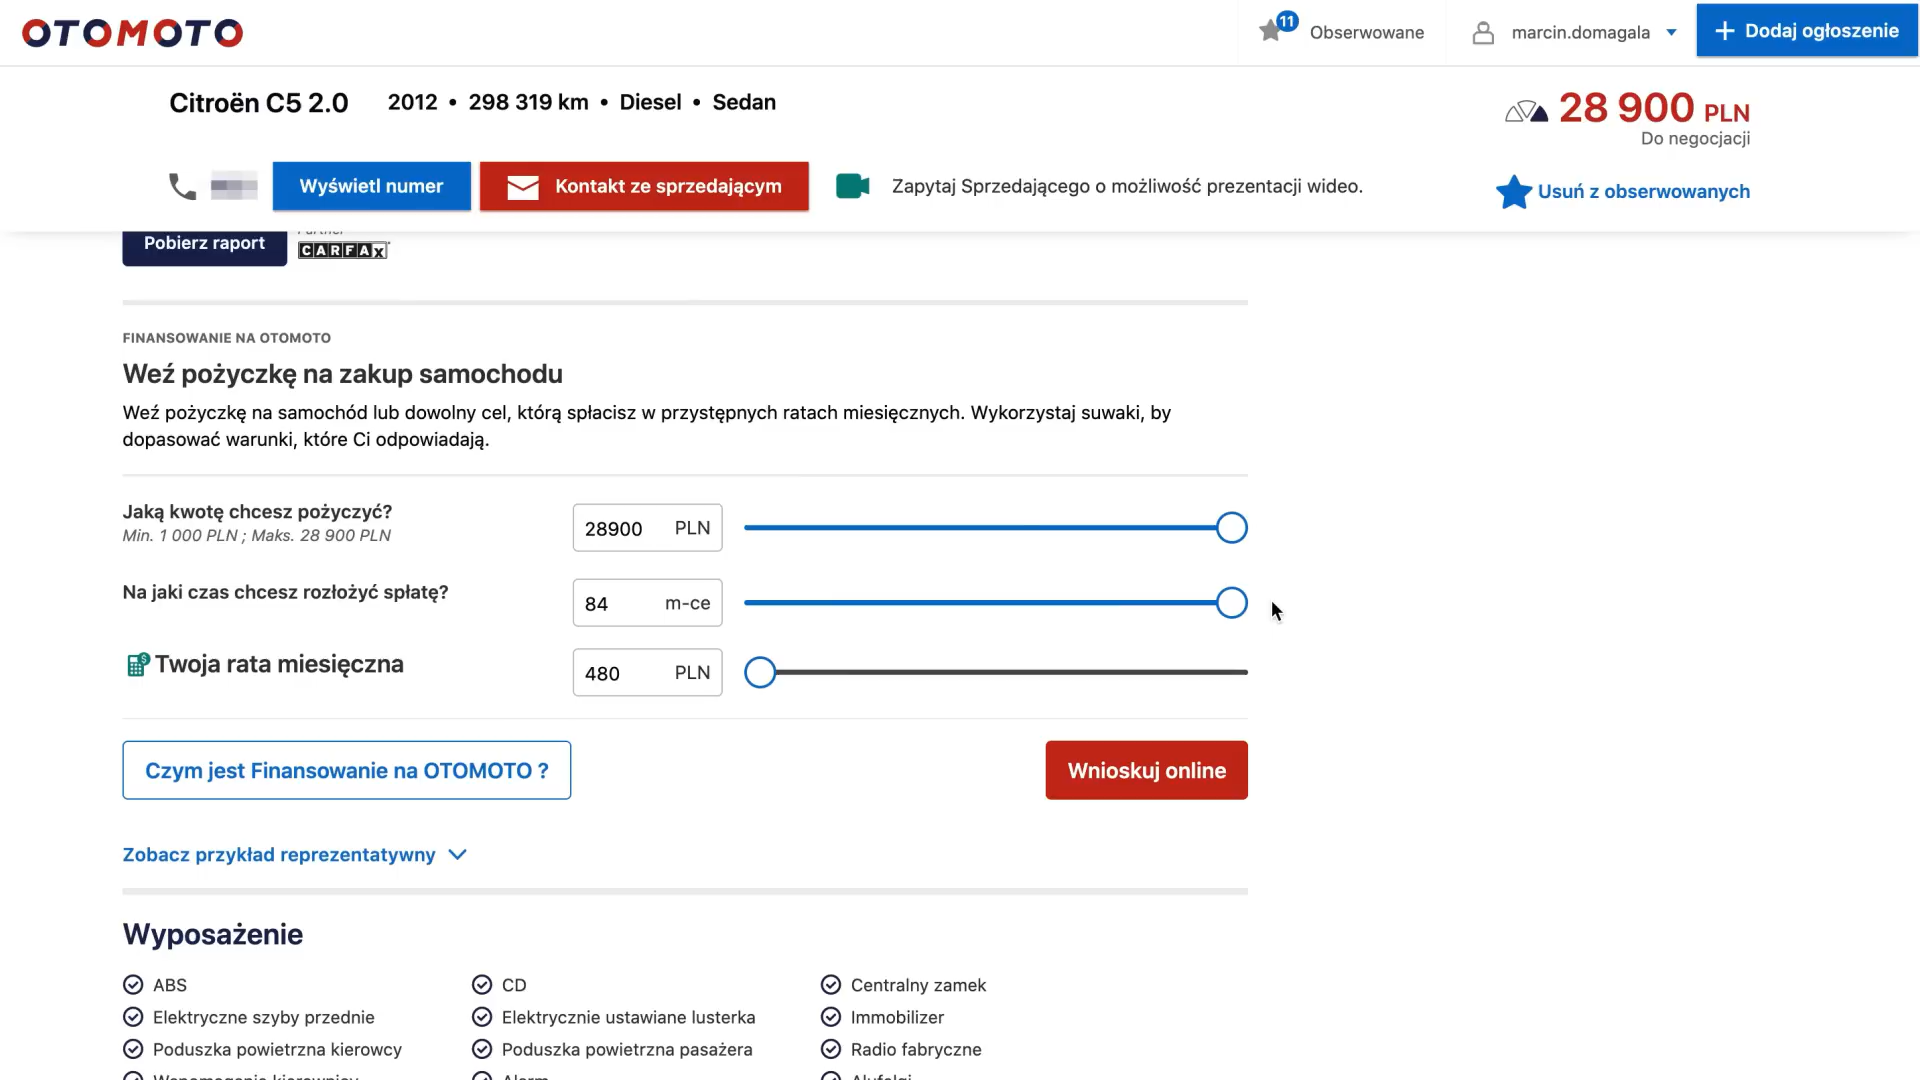 OTOMOTO
11
Obserwowane
marcin.domagala
Dodaj ogłoszenie
Citroën C5 2.0
2012 • 298 319 km • Diesel • Sedan
28 900 PLN
Do negocjacji
Wyświetl numer
Kontakt ze sprzedającym
Zapytaj Sprzedającego o możliwość prezentacji wideo.
Usuń z obserwowanych
Pobierz raport
CARFAX
FINANSOWANIE NA OTOMOTO
Weź pożyczkę na zakup samochodu
Weź pożyczkę na samochód lub dowolny cel, którą spłacisz w przystępnych ratach miesięcznych. Wykorzystaj suwaki, by
dopasować warunki, które Ci odpowiadają.
Jaką kwotę chcesz pożyczyć?
Min. 1 000 PLN ; Maks. 28 900 PLN
28900 PLN
Na jaki czas chcesz rozłożyć spłatę?
84 m-ce
Twoja rata miesięczna
480 PLN
Czym jest Finansowanie na OTOMOTO ?
Wnioskuj online
Zobacz przykład reprezentatywny
Wyposażenie
ABS
CD
Centralny zamek
Elektryczne szyby przednie
Elektrycznie ustawiane lusterka
Immobilizer
Poduszka powietrzna kierowcy
Poduszka powietrzna pasażera
Radio fabryczne